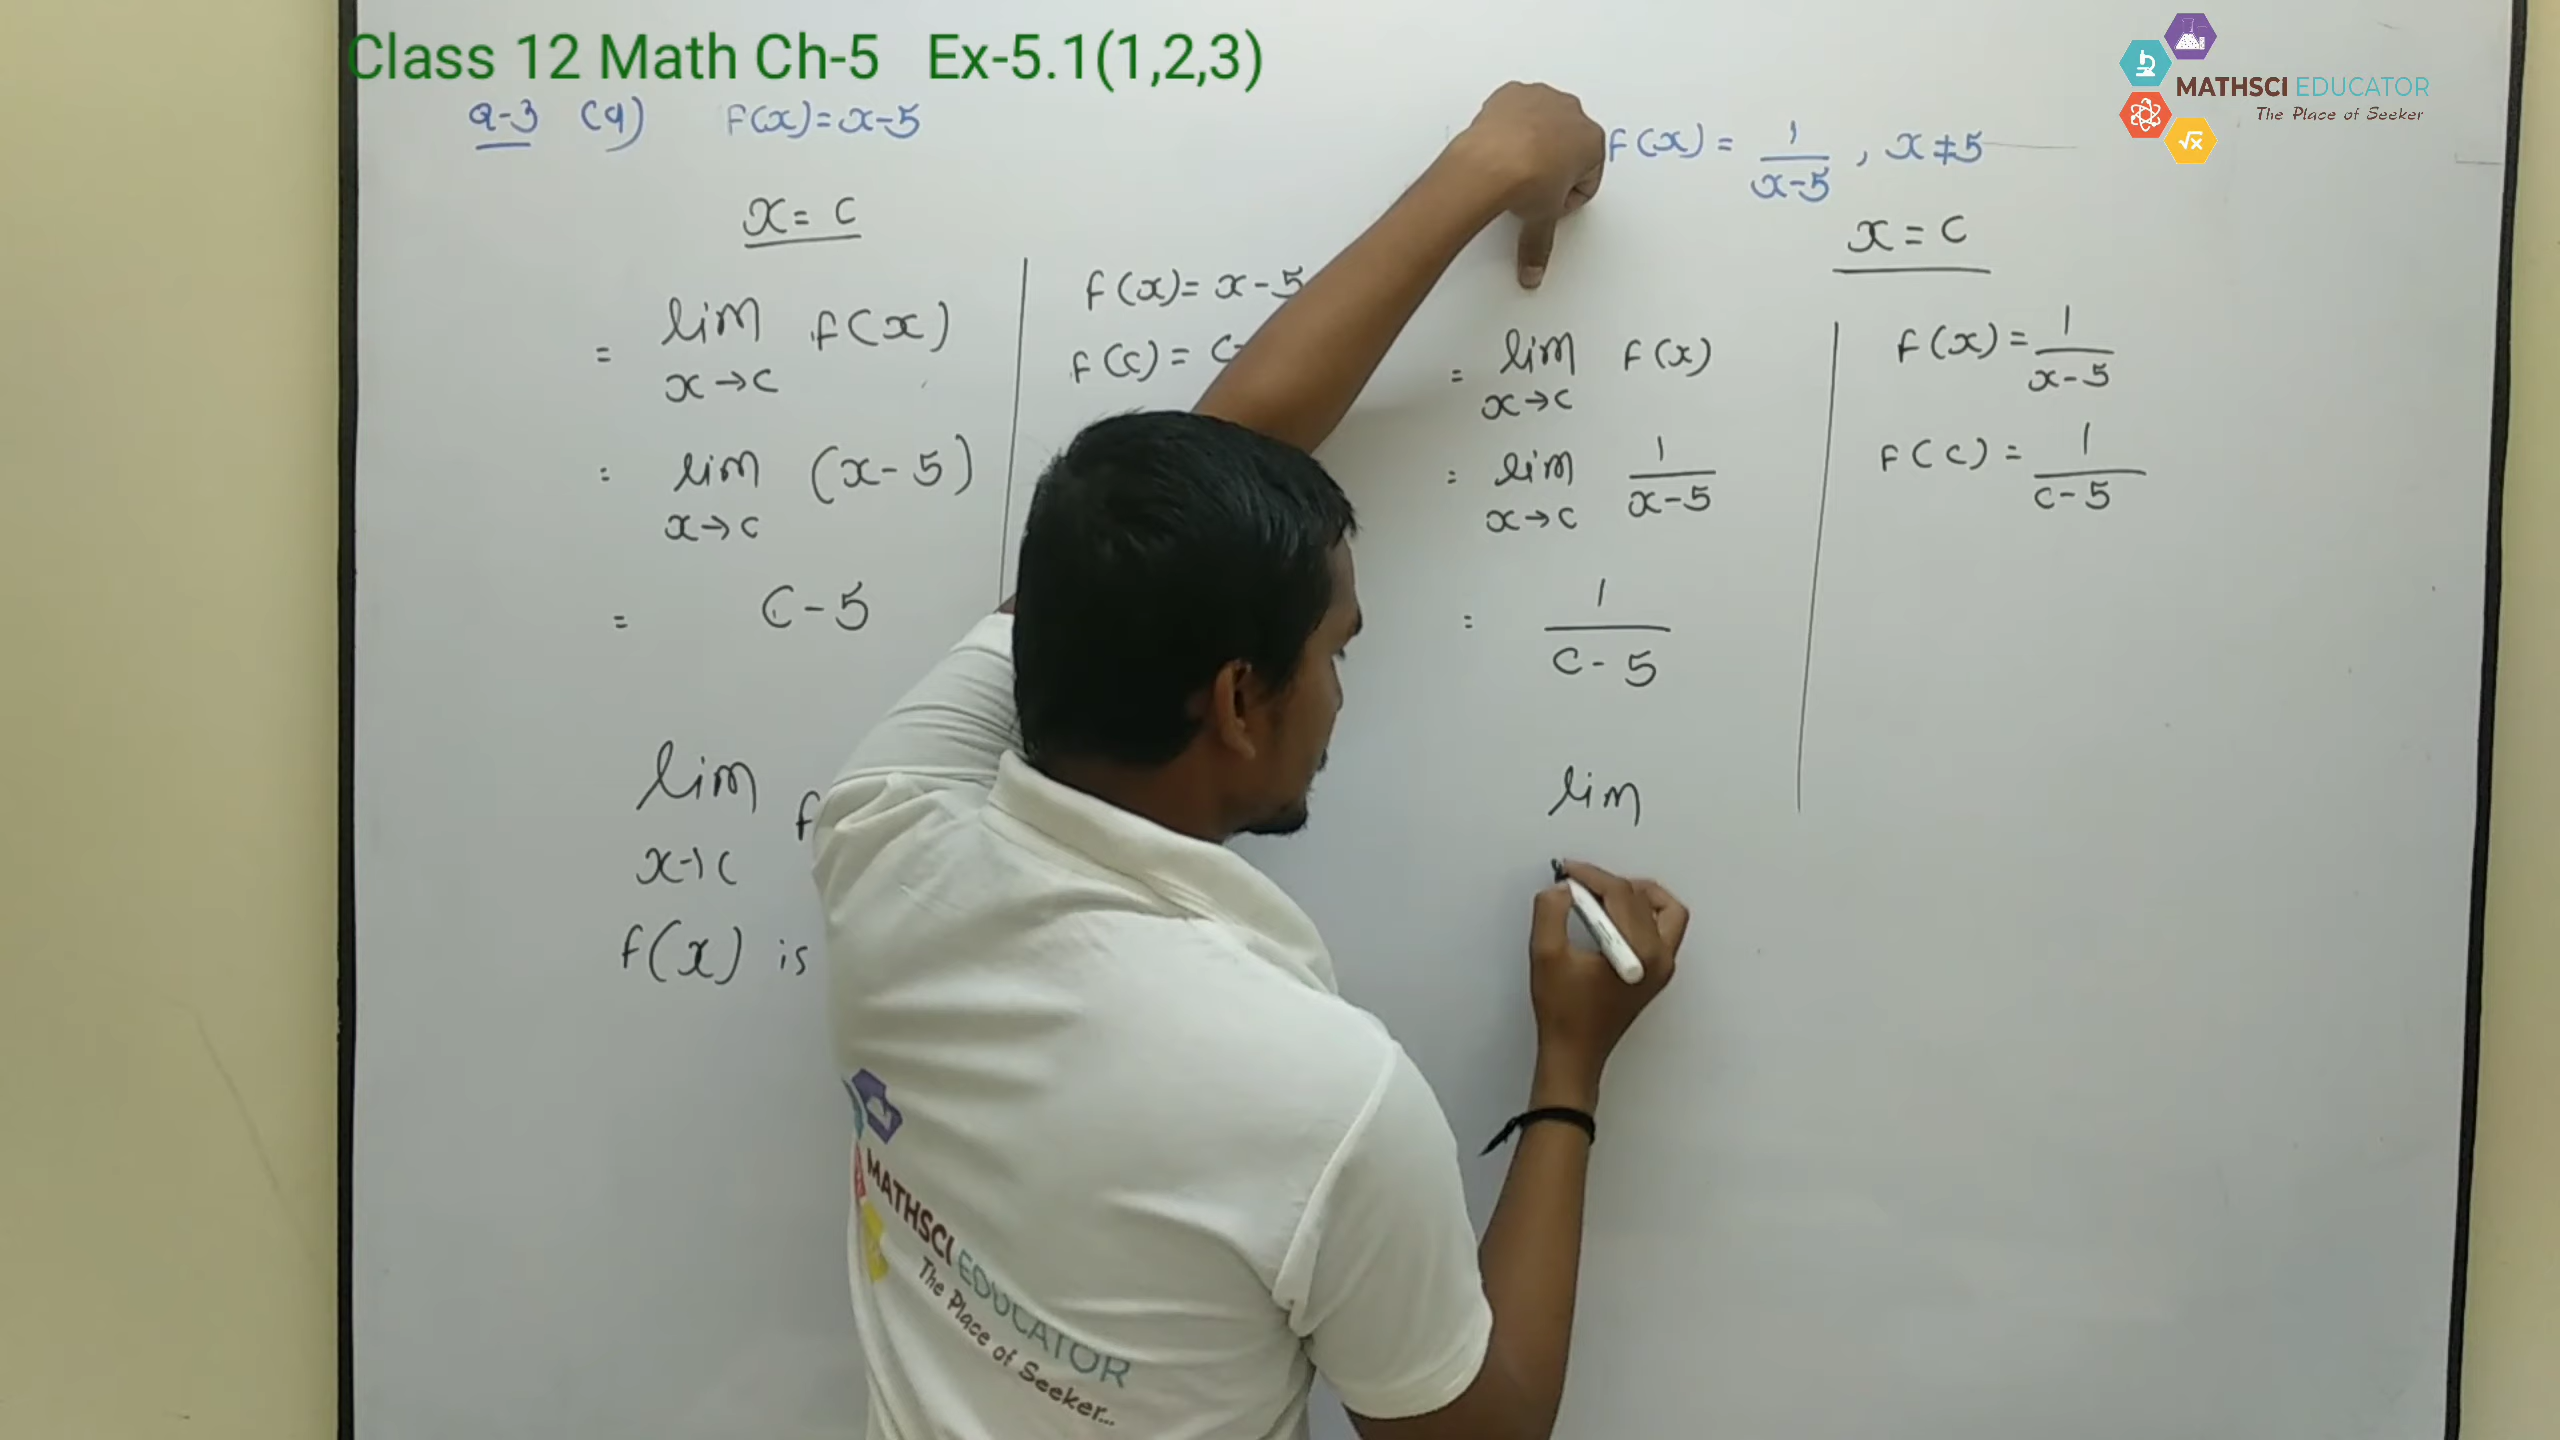 Class 12 Math Ch-5 Ex-5.1(1,2,3)
MATHSCI EDUCATOR
The Place of Seeker
Q-3 (a) f(x)=x-5
x= c
= lim f(x)
x→c
= lim (x-5)
x→c
= c-5
lim f
x→c
f(x) is
f(x)= x-5
f(c)= c-
f(x) = 1/(x-5) , x≠5
x = c
= lim f(x)
x→c
= lim 1/(x-5)
x→c
= 1/(c-5)
lim
f(x) = 1/(x-5)
f(c) = 1/(c-5)
MATHSCI EDUCATOR
The Place of Seeker...